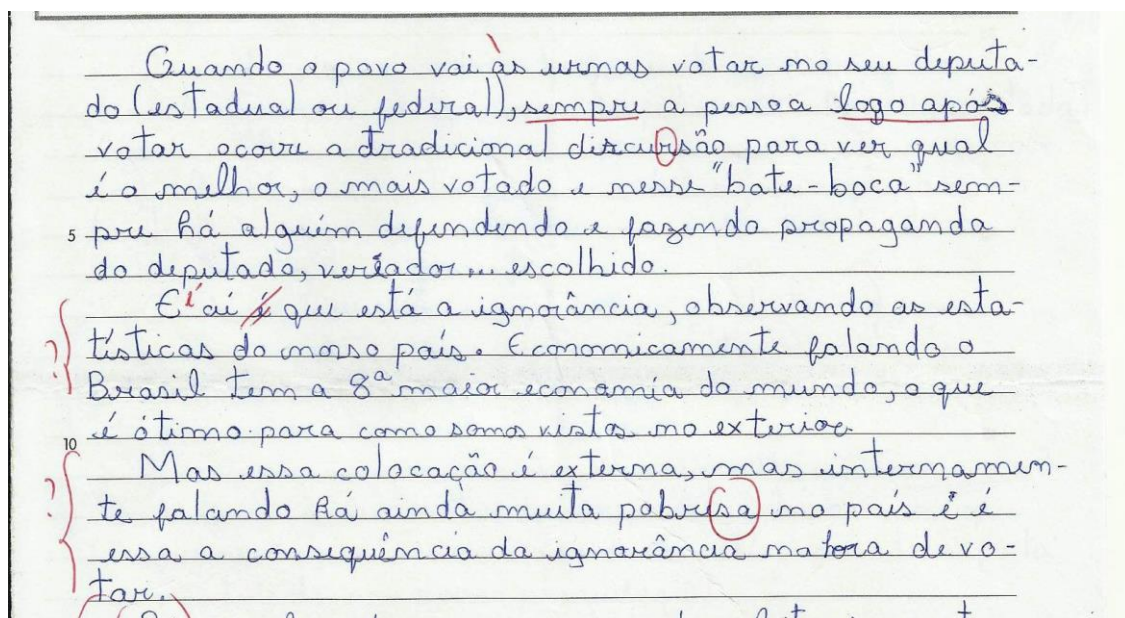 Quando o povo vai às urnas votar no seu deputa-
do (estadual ou federal), sempre a pessoa logo após
votar ocorre a tradicional discursão para ver qual
é o melhor, o mais votado e nesse "bate-boca" sem-
5 pre há alguém defendendo e fazendo propaganda
do deputado, vereador... escolhido.
E aí é que está a ignorância, observando as esta-
? tísticas do nosso país. Economicamente falando o
Brasil tem a 8ª maior economia do mundo, o que
10 é ótimo para como somos vistos no exterior
Mas essa colocação é externa, mas internamen-
? te falando há ainda muita pobresa no país e é
essa a consequência da ignorância na hora de vo-
tar.